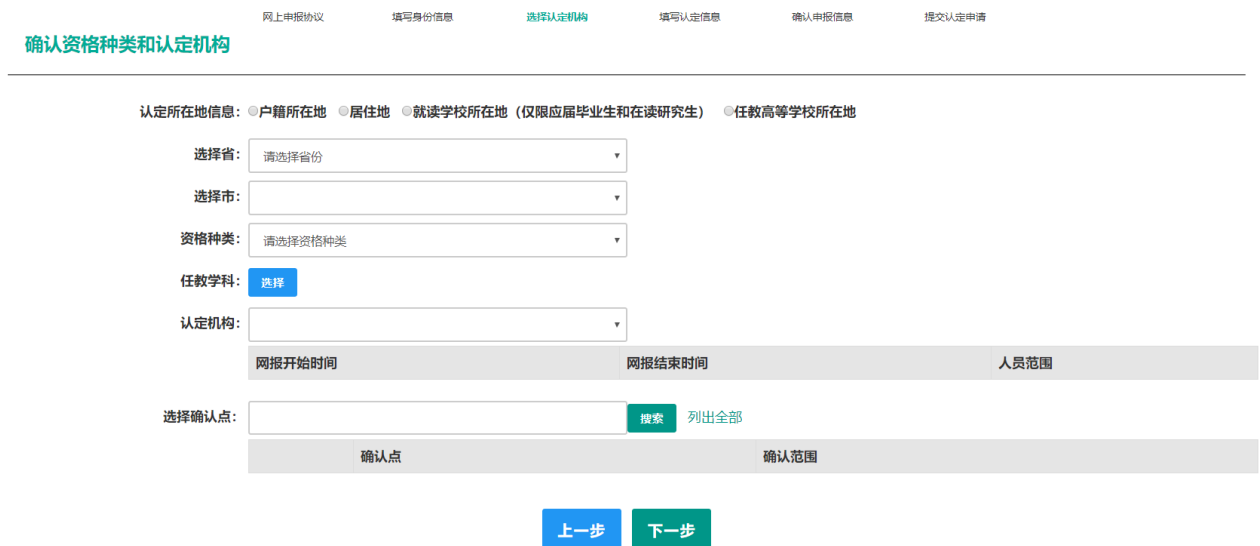 网上申报协议 填写身份信息 选择认定机构 填写认定信息 确认申报信息 提交认定申请
确认资格种类和认定机构
认定所在地信息: 户籍所在地 居住地 就读学校所在地（仅限应届毕业生和在读研究生） 任教高等学校所在地
选择省: 请选择省份
选择市:
资格种类: 请选择资格种类
任教学科: 选择
认定机构:
网报开始时间 网报结束时间 人员范围
选择确认点: 搜索 列出全部
确认点 确认范围
上一步 下一步